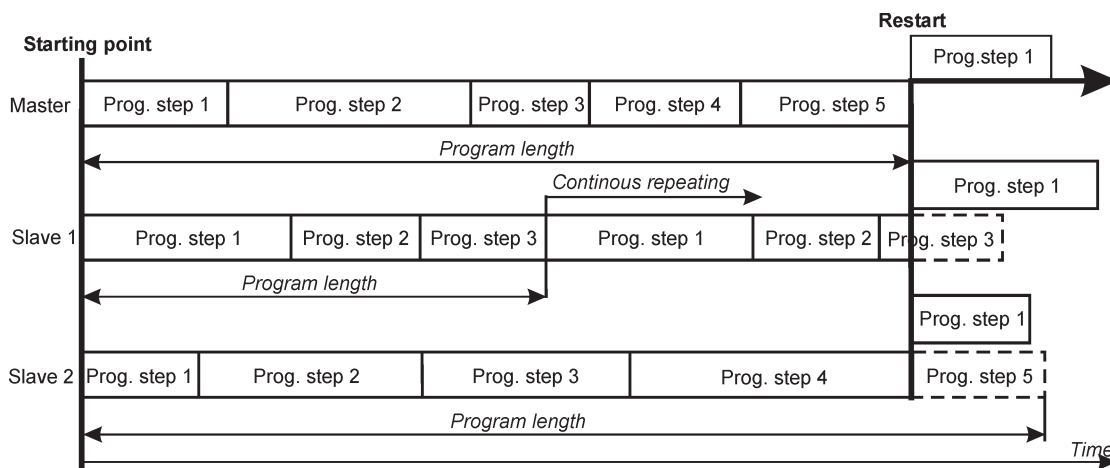 Restart
Starting point
Prog.step 1
Master Prog. step 1 Prog. step 2 Prog. step 3 Prog. step 4 Prog. step 5
Program length
Continous repeating
Prog. step 1
Slave 1 Prog. step 1 Prog. step 2 Prog. step 3 Prog. step 1 Prog. step 2 Prog. step 3
Program length
Prog. step 1
Slave 2 Prog. step 1 Prog. step 2 Prog. step 3 Prog. step 4 Prog. step 5
Program length
Time